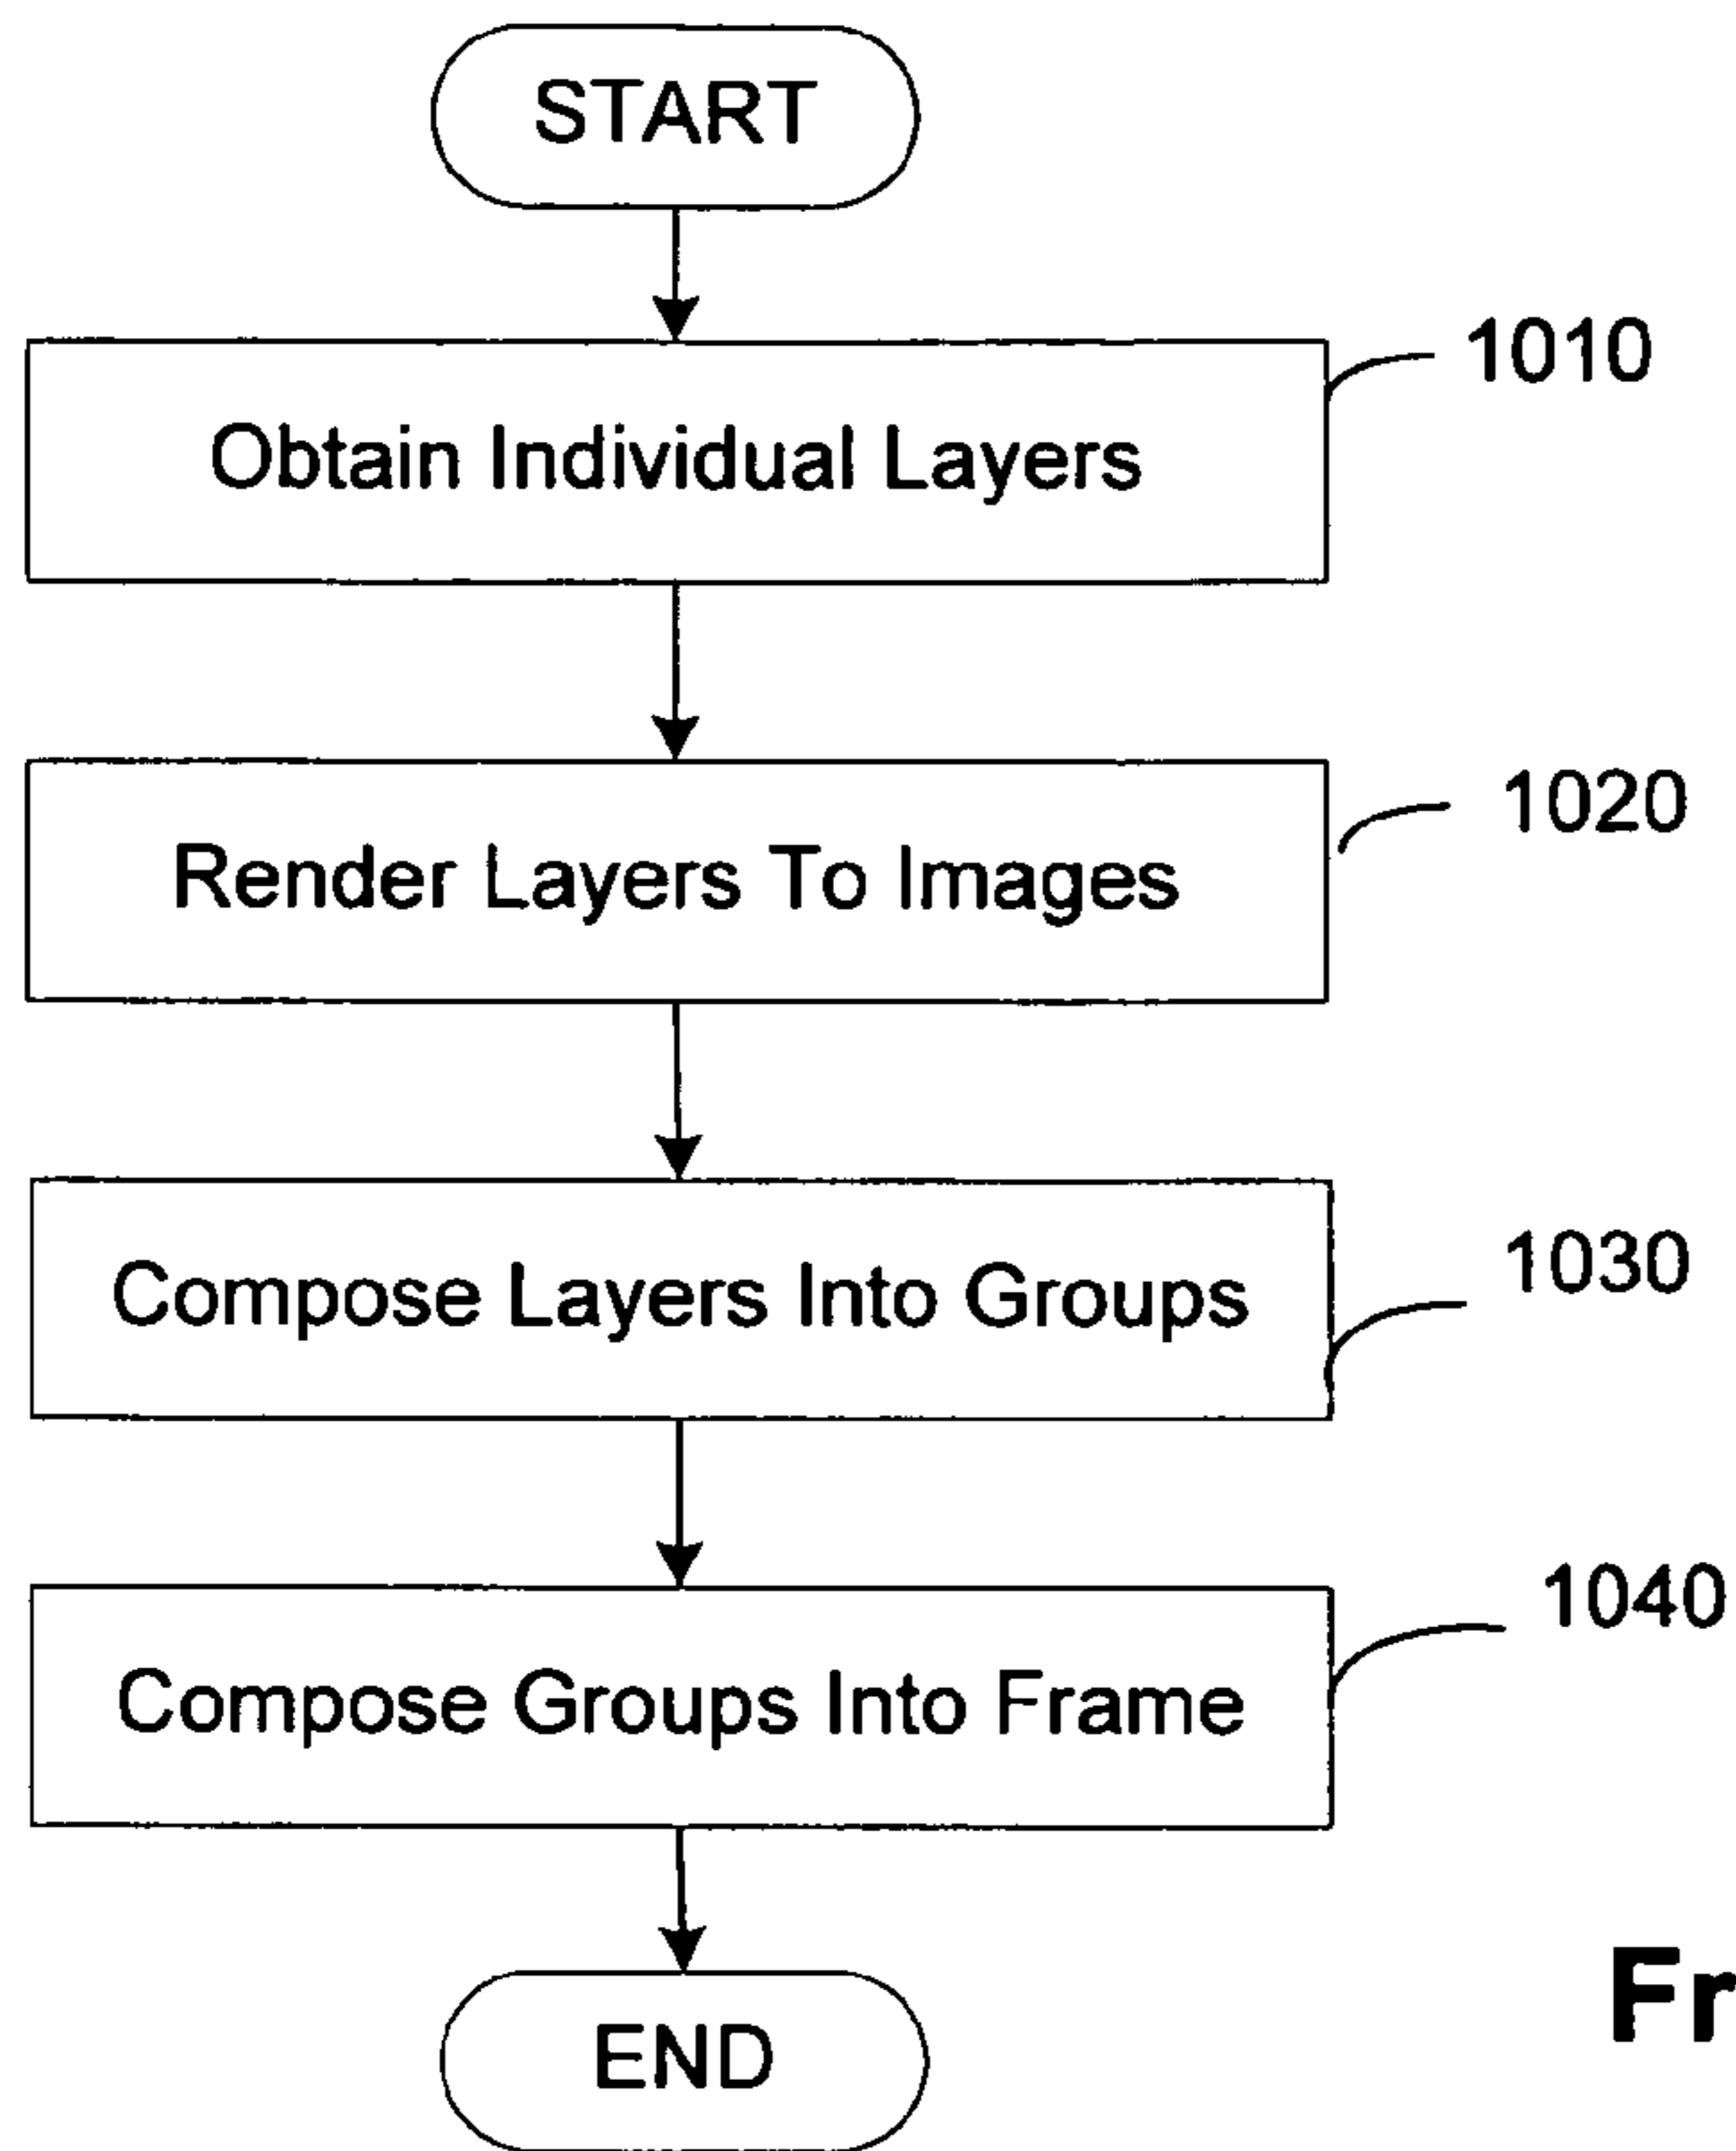 START
1010
Obtain Individual Layers
1020
Render Layers To Images
1030
Compose Layers Into Groups
1040
Compose Groups Into Frame
Fr
END